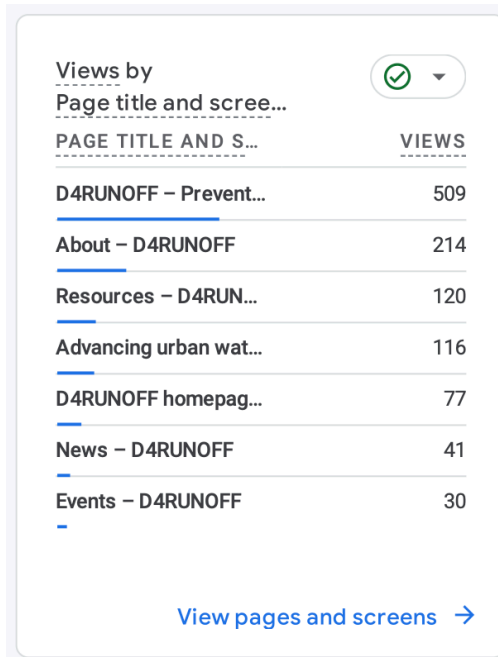 Views by
Page title and scree...
PAGE TITLE AND S... VIEWS
D4RUNOFF – Prevent... 509
About – D4RUNOFF 214
Resources – D4RUN... 120
Advancing urban wat... 116
D4RUNOFF homepag... 77
News – D4RUNOFF 41
Events – D4RUNOFF 30
View pages and screens →